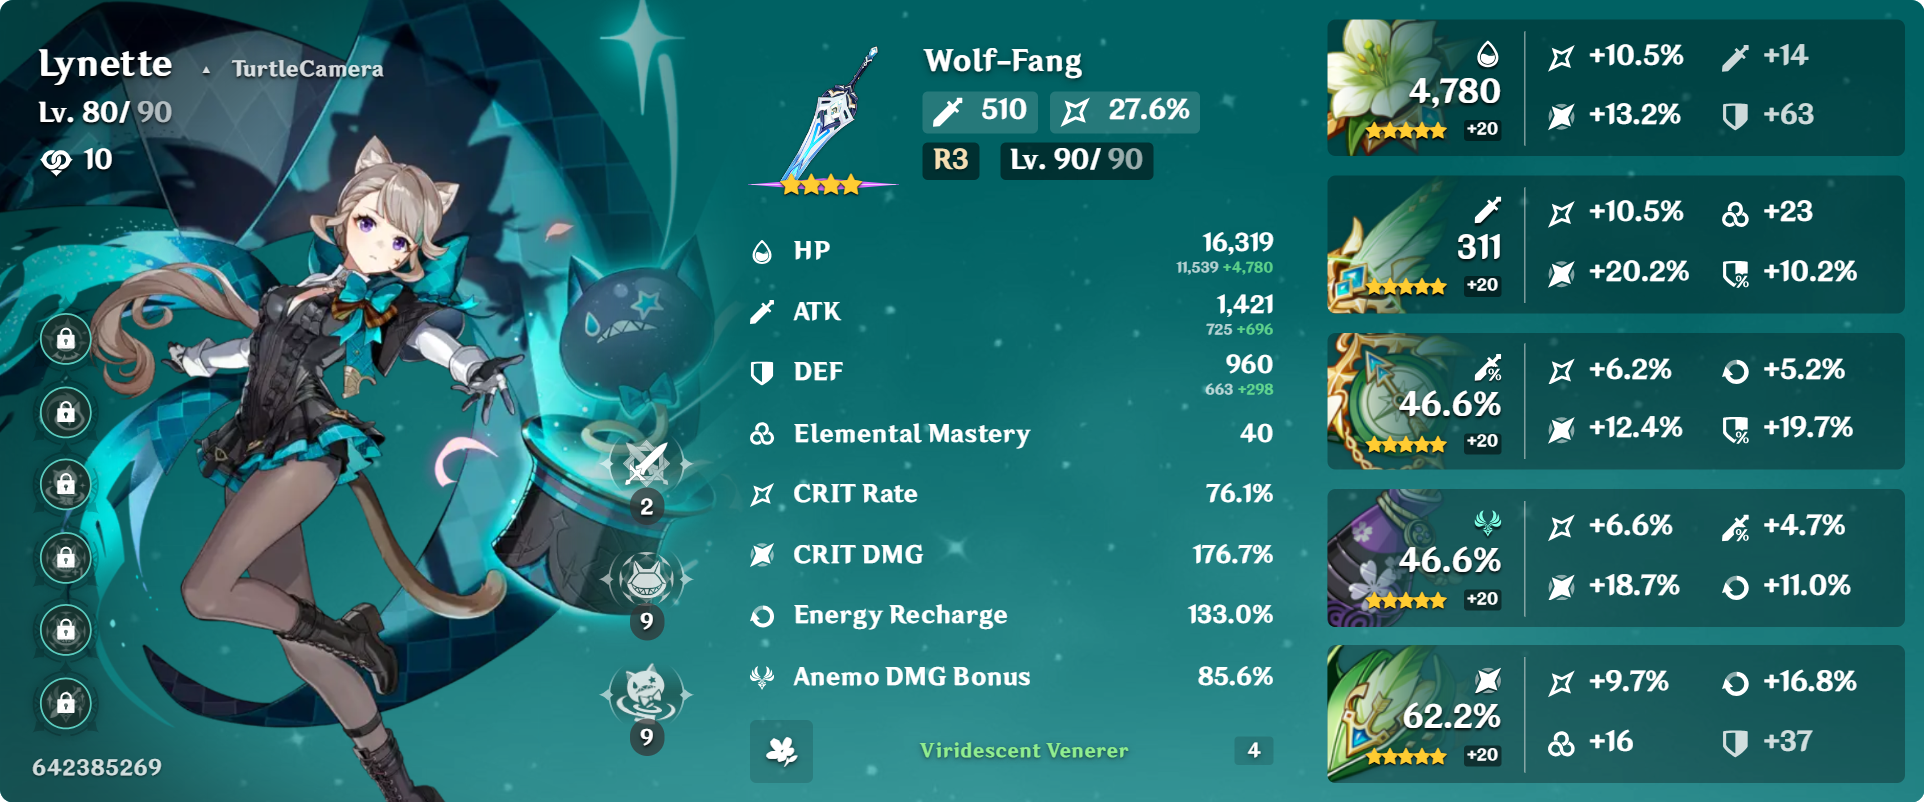 Lynette ▲ TurtleCamera
Lv. 80/ 90
10
2
9
9
642385269
Wolf-Fang
510 27.6%
R3 Lv. 90/ 90
HP 16,319
11,539 +4,780
ATK 1,421
725 +696
DEF 960
663 +298
Elemental Mastery 40
CRIT Rate 76.1%
CRIT DMG 176.7%
Energy Recharge 133.0%
Anemo DMG Bonus 85.6%
Viridescent Venerer 4
4,780
+20
+10.5% +14
+13.2% +63
311
+20
+10.5% +23
+20.2% +10.2%
46.6%
+20
+6.2% +5.2%
+12.4% +19.7%
46.6%
+20
+6.6% +4.7%
+18.7% +11.0%
62.2%
+20
+9.7% +16.8%
+16 +37